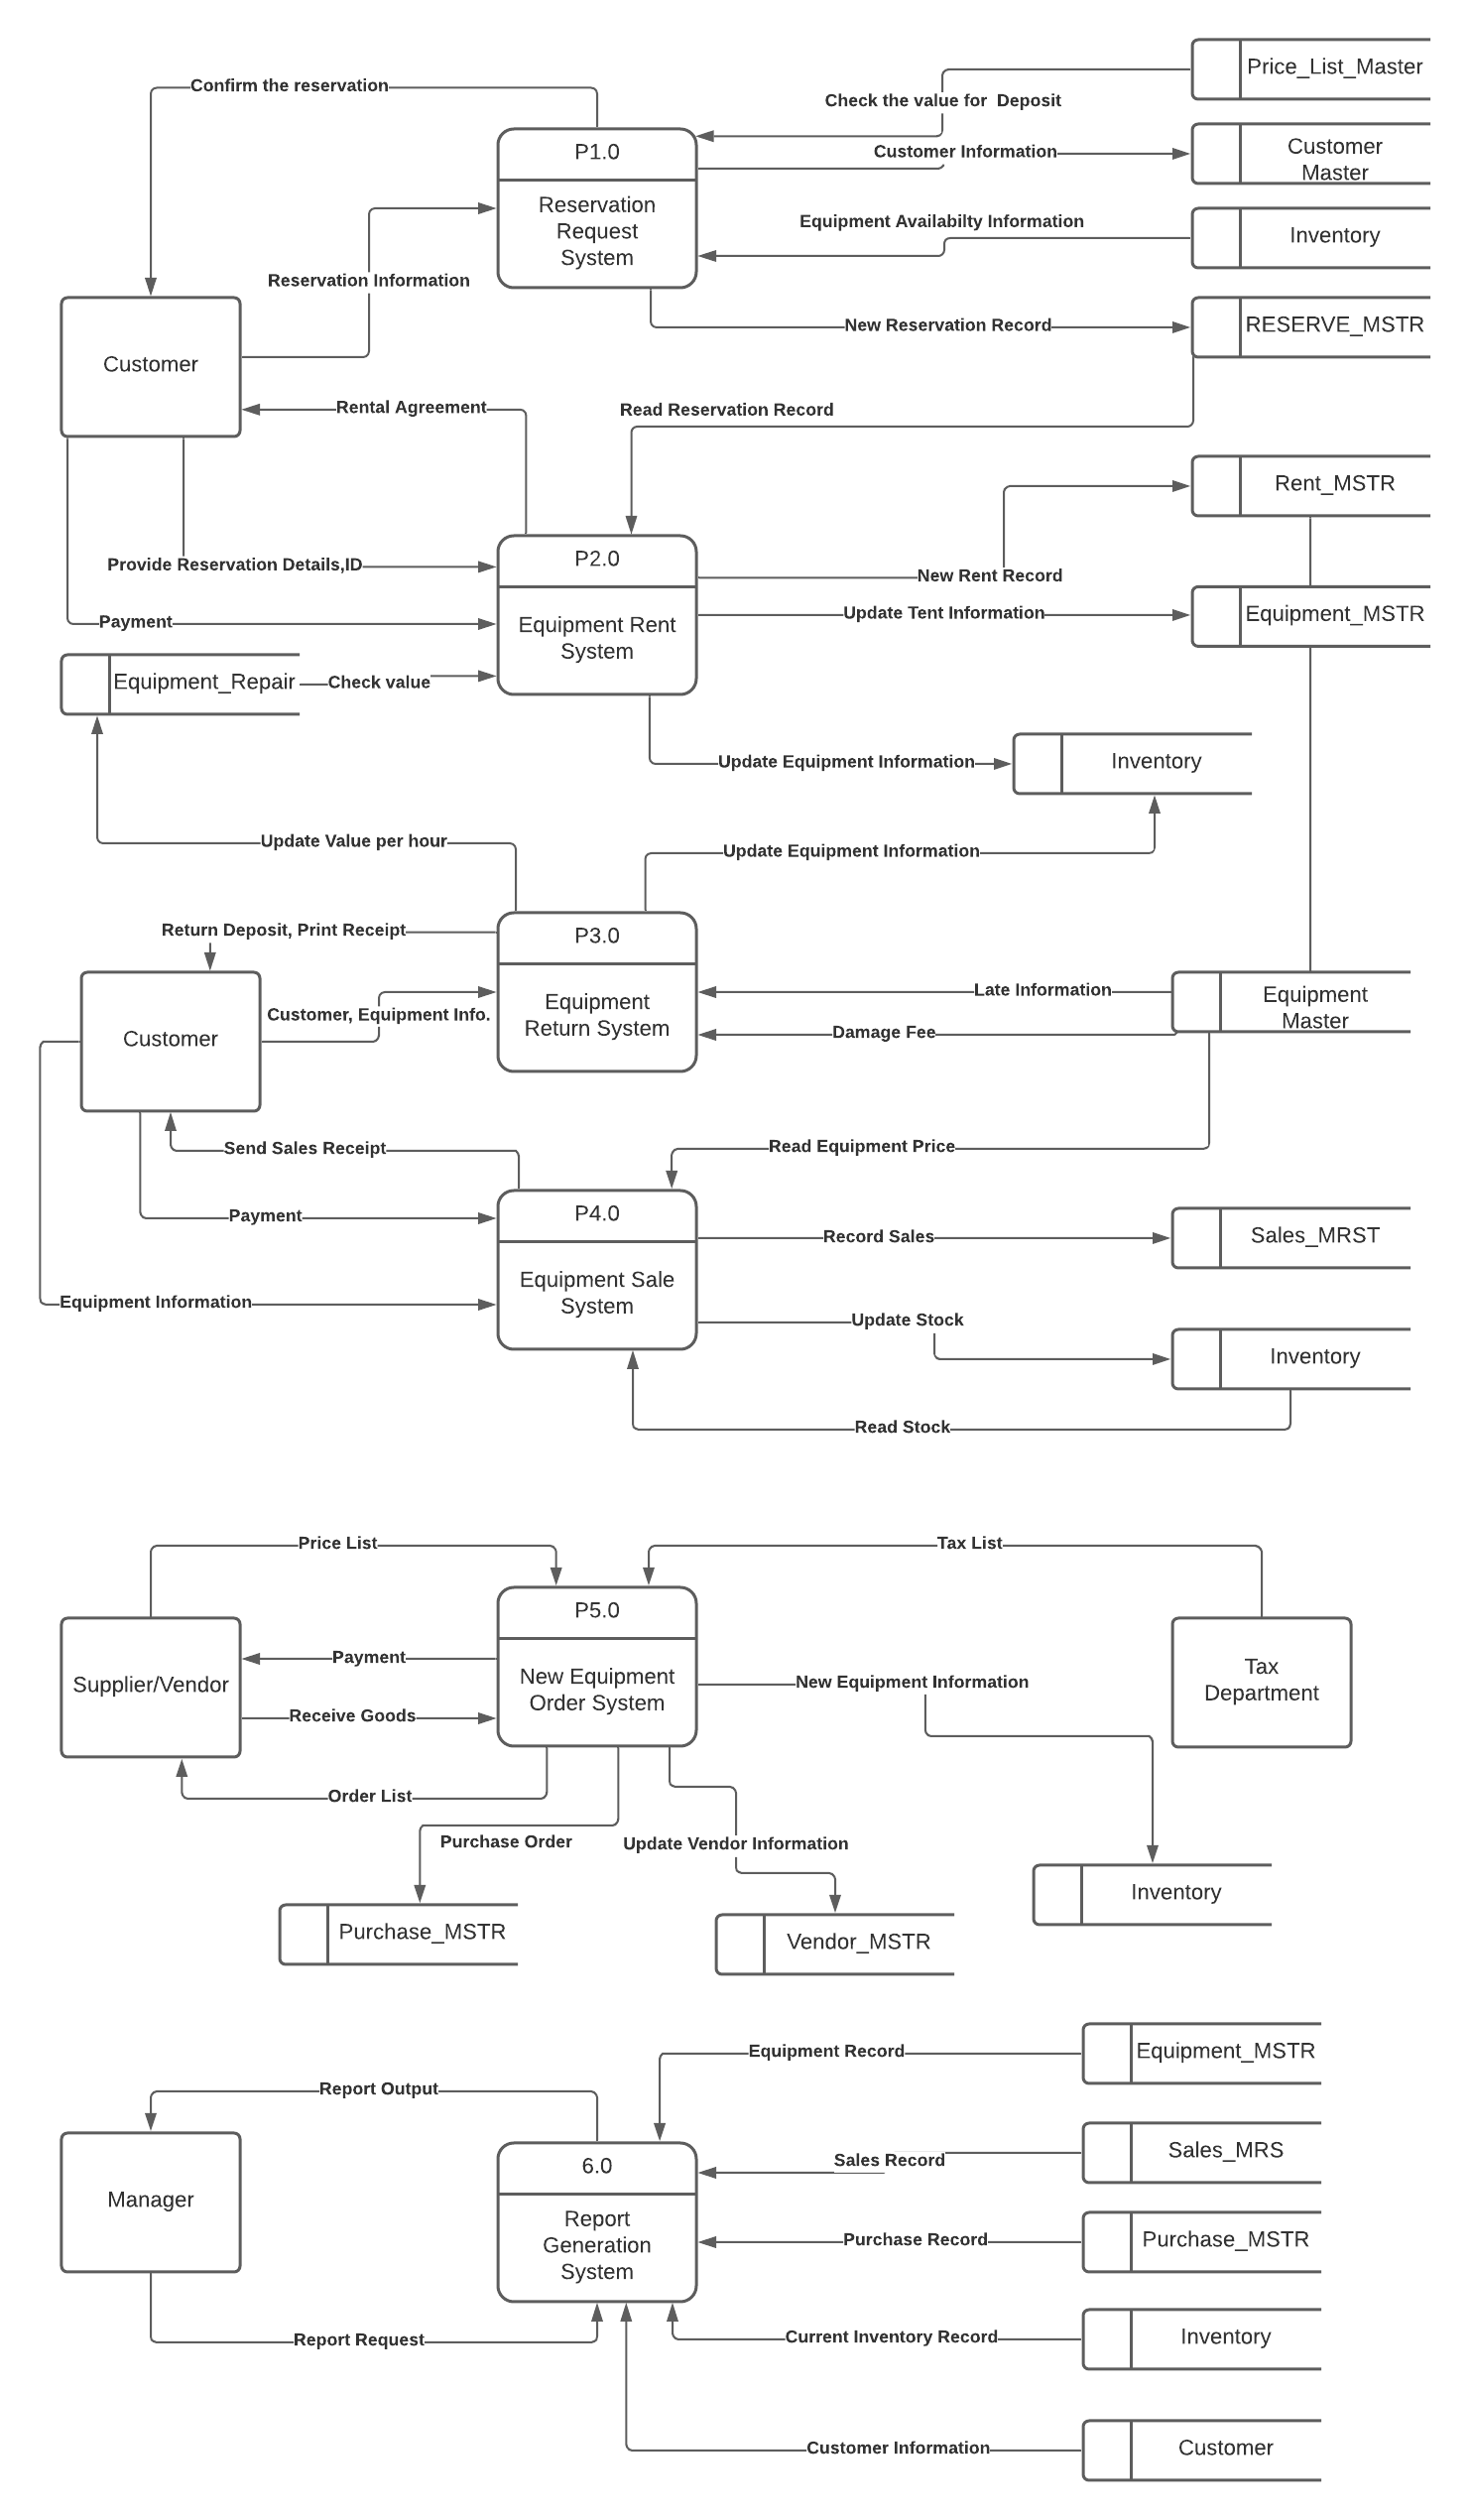 Price_List_Master
Confirm the reservation
Check the value for  Deposit
P1.0
Customer Information
Customer
Master
Reservation
Request
System
Equipment Availabilty Information
Inventory
Reservation Information
New Reservation Record
RESERVE_MSTR
Customer
Rental Agreement
Read Reservation Record
Rent_MSTR
P2.0
Provide Reservation Details,ID
New Rent Record
Update Tent Information
Equipment_MSTR
Payment
Equipment Rent
System
Equipment_Repair
Check value
Update Equipment Information
Inventory
Update Value per hour
Update Equipment Information
Return Deposit, Print Receipt
P3.0
Late Information
Equipment
Master
Equipment
Return System
Customer, Equipment Info.
Damage Fee
Customer
Send Sales Receipt
Read Equipment Price
Payment
P4.0
Record Sales
Sales_MRST
Equipment Sale
System
Equipment Information
Update Stock
Inventory
Read Stock
Price List
Tax List
P5.0
Payment
Supplier/Vendor
New Equipment
Order System
New Equipment Information
Tax
Department
Receive Goods
Order List
Purchase Order
Update Vendor Information
Inventory
Purchase_MSTR
Vendor_MSTR
Equipment Record
Equipment_MSTR
Report Output
6.0
Sales Record
Sales_MRS
Manager
Report
Generation
System
Purchase Record
Purchase_MSTR
Report Request
Current Inventory Record
Inventory
Customer Information
Customer